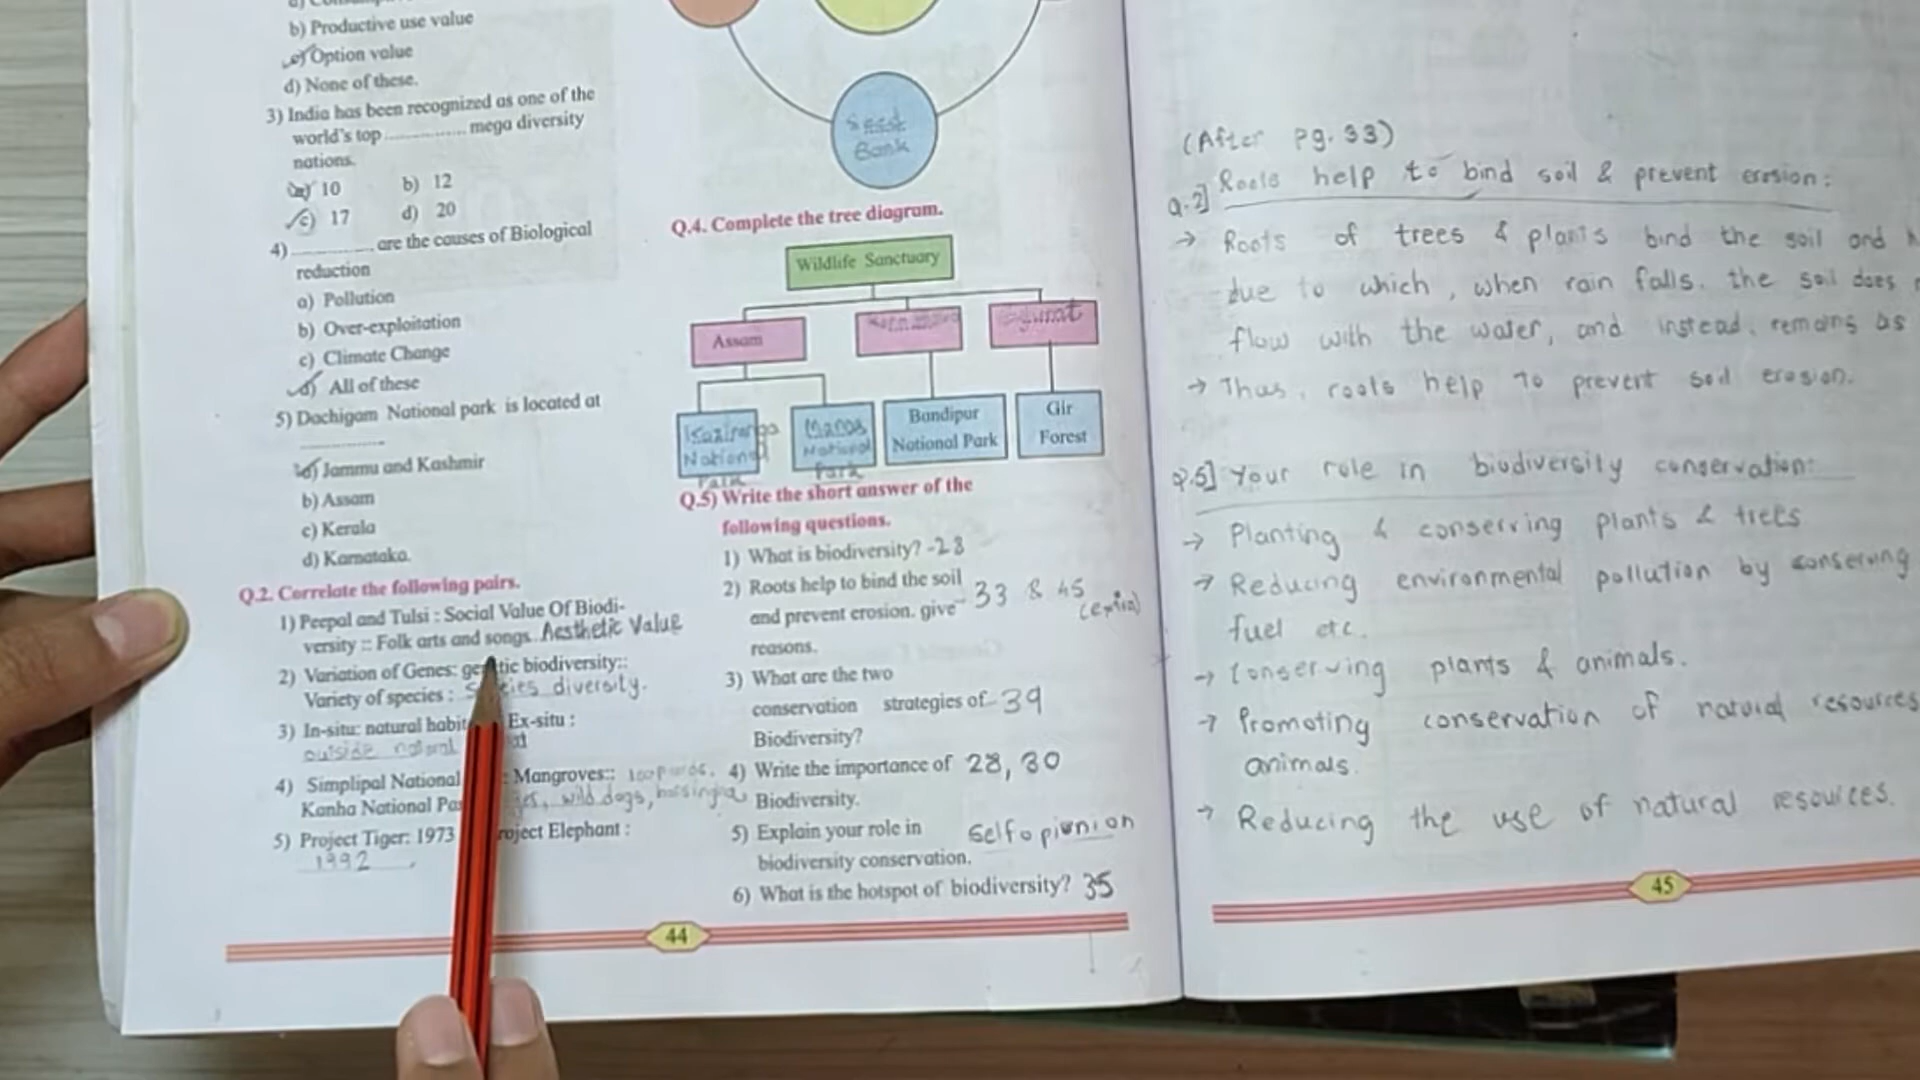 b) Productive use value
c) Option value
d) None of these.
3) India has been recognized as one of the
world's top .............. mega diversity
nations.
a) 10 b) 12
c) 17 d) 20
4) .............. are the causes of Biological
reduction
a) Pollution
b) Over-exploitation
c) Climate Change
d) All of these
5) Dachigam National park is located at
..............
a) Jammu and Kashmir
b) Assam
c) Kerala
d) Karnataka.
Q.2. Correlate the following pairs.
1) Peepal and Tulsi : Social Value Of Biodi-
versity :: Folk arts and songs. Aesthetic Value
2) Variation of Genes: genetic biodiversity::
Variety of species : species diversity.
3) In-situ: natural Ex-situ :
outside natural
4) Simplipal National : Mangroves:: leopards,
Kanha National wild dogs,
5) Project Tiger: 1973 Project Elephant :
1992
44
Seed
Bank
Q.4. Complete the tree diagram.
Wildlife Sanctuary
Assam Gujrat
Kaziranga
National
Park
Manas
National
Park
Bandipur
National Park
Gir
Forest
Q.5) Write the short answer of the
following questions.
1) What is biodiversity? -28
2) Roots help to bind the soil
and prevent erosion. give 33 & 45
reasons.
3) What are the two
conservation strategies of 39
Biodiversity?
4) Write the importance of 28, 30
Biodiversity.
5) Explain your role in Self opinion
biodiversity conservation.
6) What is the hotspot of biodiversity? 35
(After pg. 33)
Q.2] Roots help to bind soil & prevent erosion:
→ Roots of trees & plants bind the soil and
due to which, when rain falls, the soil does
flow with the water, and instead, remains as
→ Thus, roots help to prevent soil erosion.
Q.5] Your role in biodiversity conservation:
→ Planting & conserving plants & trees
→ Reducing environmental pollution by conserving
fuel etc.
→ Conserving plants & animals.
→ Promoting conservation of natural resources
animals.
→ Reducing the use of natural resources.
45